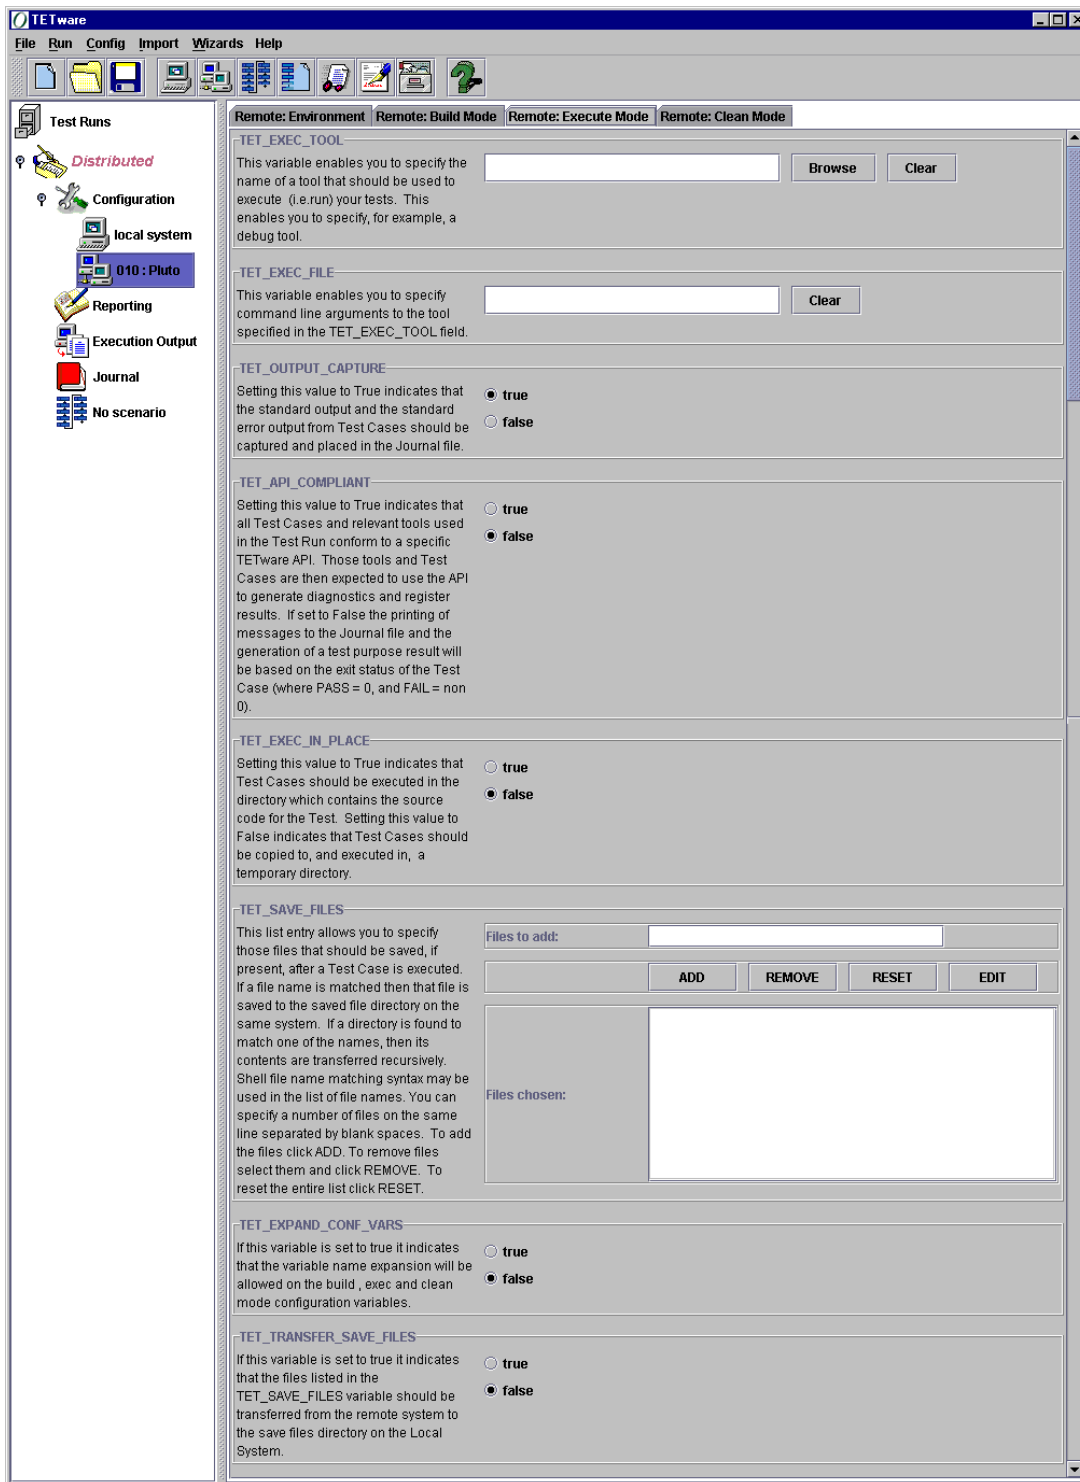 TETware
File Run Config Import Wizards Help
Test Runs
Distributed
Configuration
local system
010 : Pluto
Reporting
Execution Output
Journal
No scenario
Remote: Environment Remote: Build Mode Remote: Execute Mode Remote: Clean Mode
TET_EXEC_TOOL
This variable enables you to specify the
name of a tool that should be used to
execute (i.e.run) your tests. This
enables you to specify, for example, a
debug tool.
Browse Clear
TET_EXEC_FILE
This variable enables you to specify
command line arguments to the tool
specified in the TET_EXEC_TOOL field.
Clear
TET_OUTPUT_CAPTURE
Setting this value to True indicates that
the standard output and the standard
error output from Test Cases should be
captured and placed in the Journal file.
true
false
TET_API_COMPLIANT
Setting this value to True indicates that
all Test Cases and relevant tools used
in the Test Run conform to a specific
TETware API. Those tools and Test
Cases are then expected to use the API
to generate diagnostics and register
results. If set to False the printing of
messages to the Journal file and the
generation of a test purpose result will
be based on the exit status of the Test
Case (where PASS = 0, and FAIL = non
0).
true
false
TET_EXEC_IN_PLACE
Setting this value to True indicates that
Test Cases should be executed in the
directory which contains the source
code for the Test. Setting this value to
False indicates that Test Cases should
be copied to, and executed in, a
temporary directory.
true
false
TET_SAVE_FILES
This list entry allows you to specify
those files that should be saved, if
present, after a Test Case is executed.
If a file name is matched then that file is
saved to the saved file directory on the
same system. If a directory is found to
match one of the names, then its
contents are transferred recursively.
Shell file name matching syntax may be
used in the list of file names. You can
specify a number of files on the same
line separated by blank spaces. To add
the files click ADD. To remove files
select them and click REMOVE. To
reset the entire list click RESET.
Files to add:
ADD REMOVE RESET EDIT
Files chosen:
TET_EXPAND_CONF_VARS
If this variable is set to true it indicates
that the variable name expansion will be
allowed on the build , exec and clean
mode configuration variables.
true
false
TET_TRANSFER_SAVE_FILES
If this variable is set to true it indicates
that the files listed in the
TET_SAVE_FILES variable should be
transferred from the remote system to
the save files directory on the Local
System.
true
false